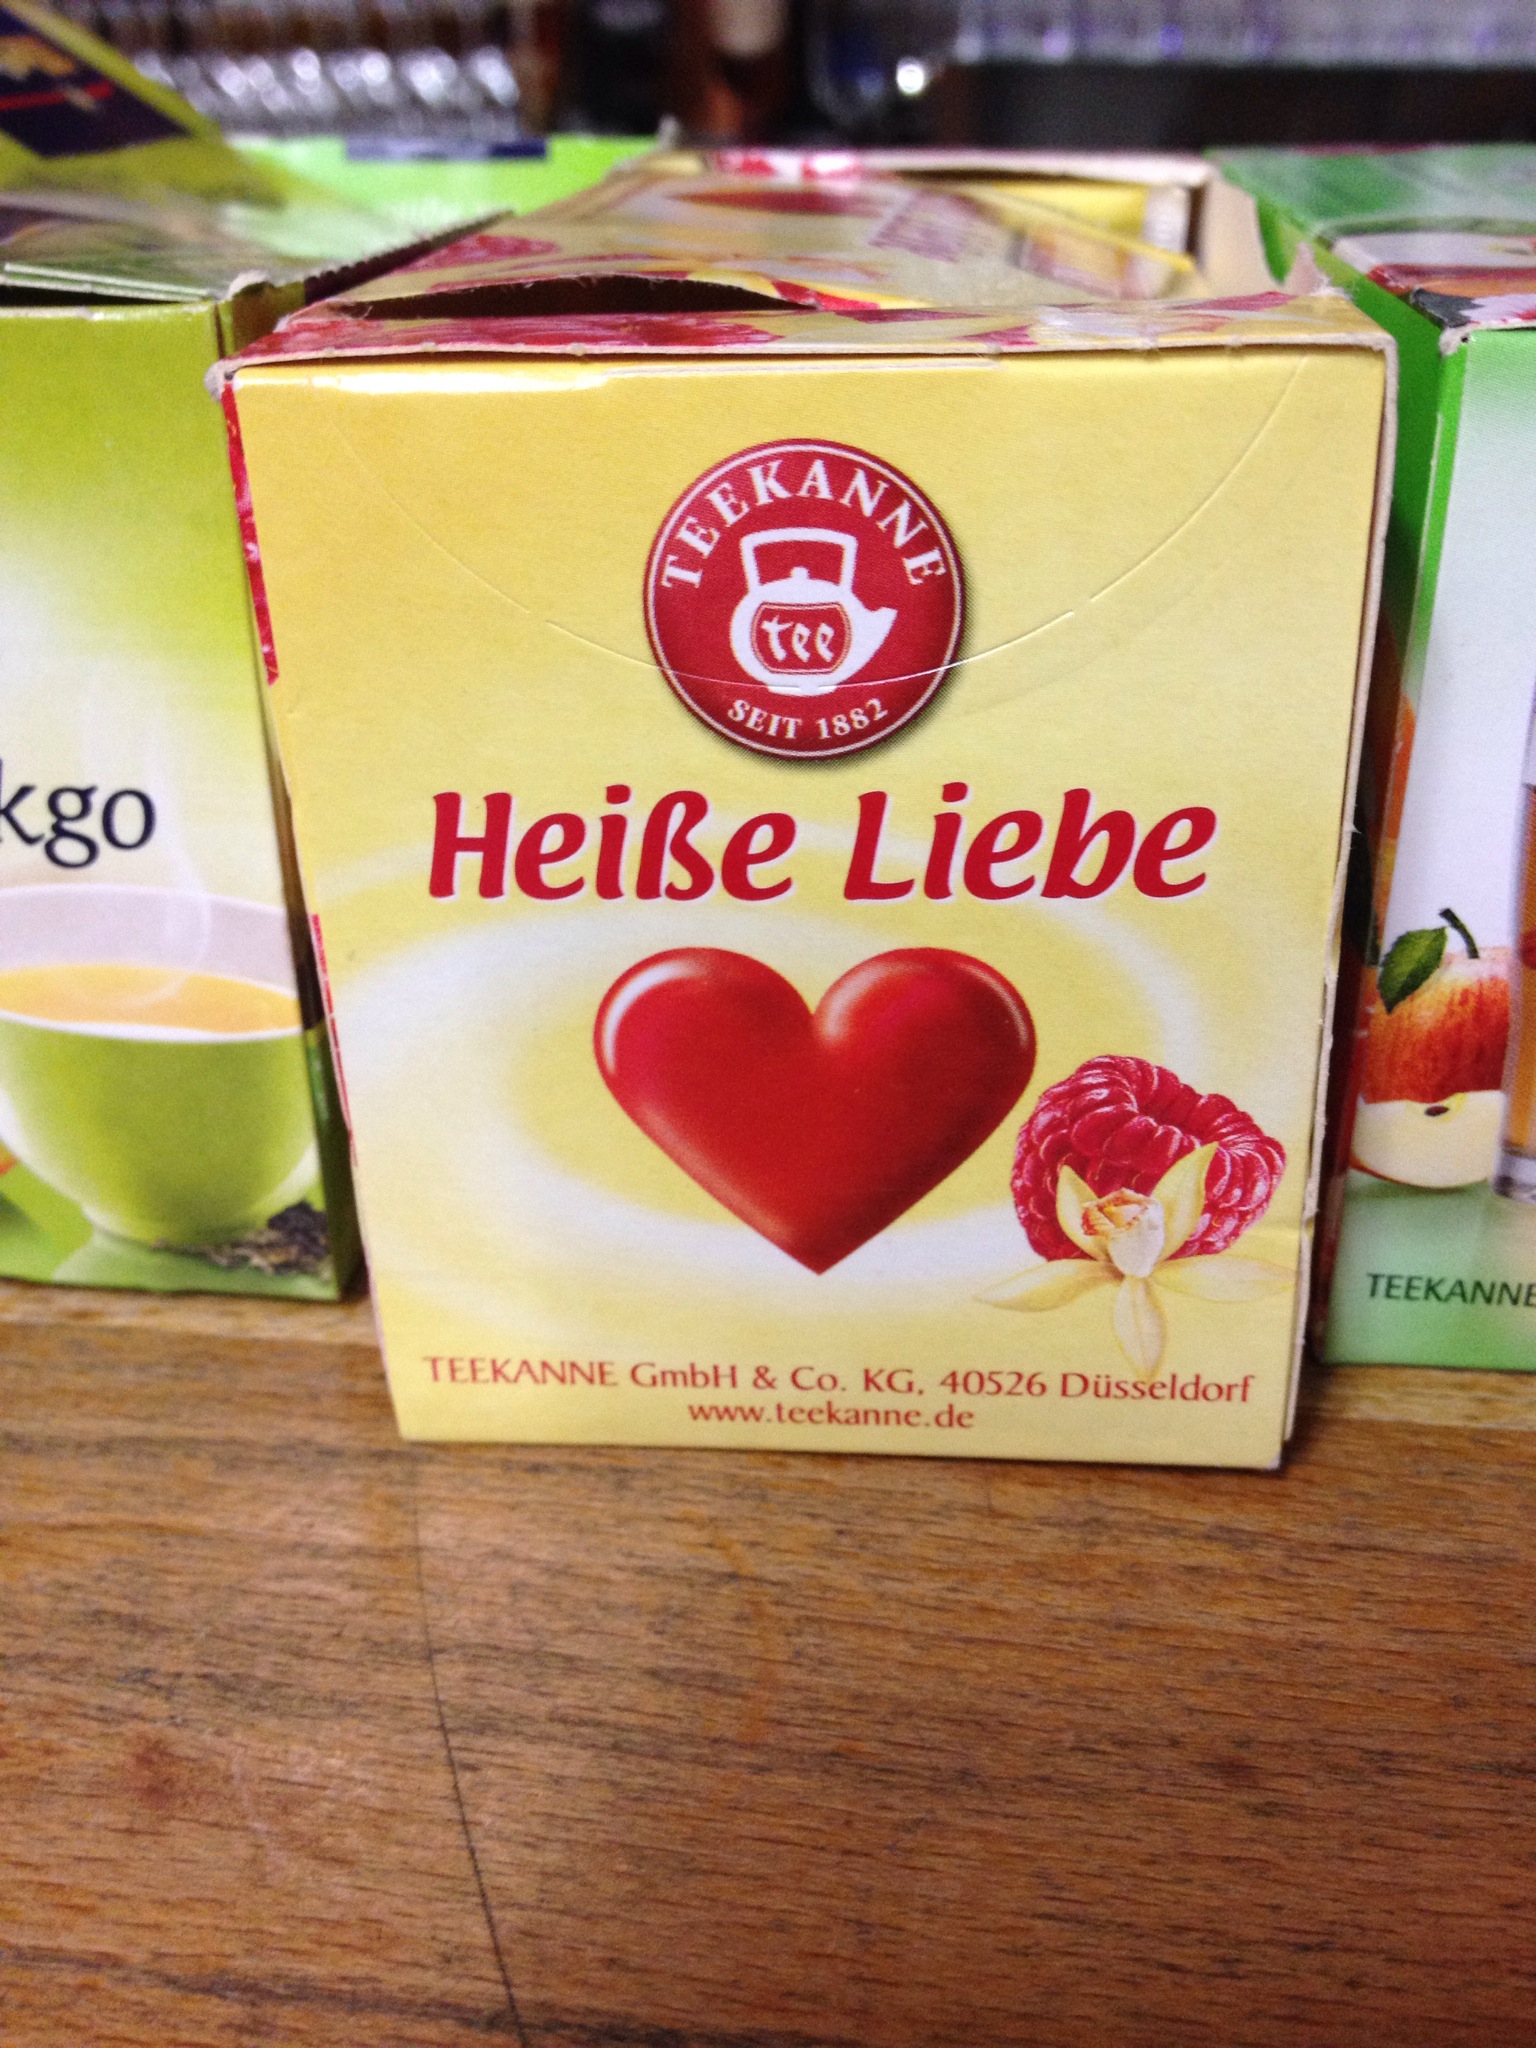 TEEKANNE
tee
SEIT 1882
Heiße Liebe
TEEKANNE GmbH & Co. KG, 40526 Düsseldorf
www.teekanne.de
kgo
TEEKANNE